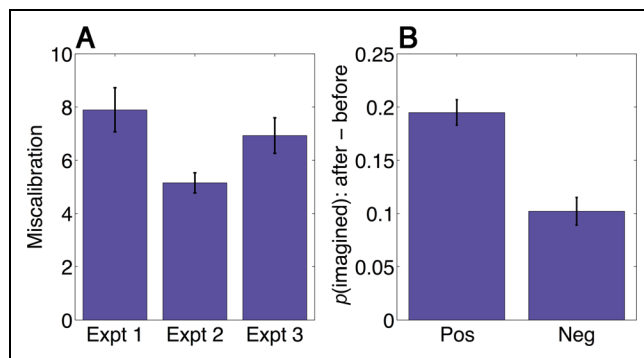 A
10
8
6
4
2
0
Miscalibration
Expt 1 Expt 2 Expt 3
B
0.25
0.2
0.15
0.1
0.05
0
p(imagined): after – before
Pos Neg